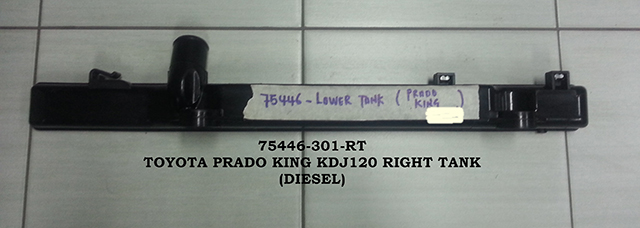 75446 - LOWER TANK (PRADO KING)
75446-301-RT
TOYOTA PRADO KING KDJ120 RIGHT TANK
(DIESEL)